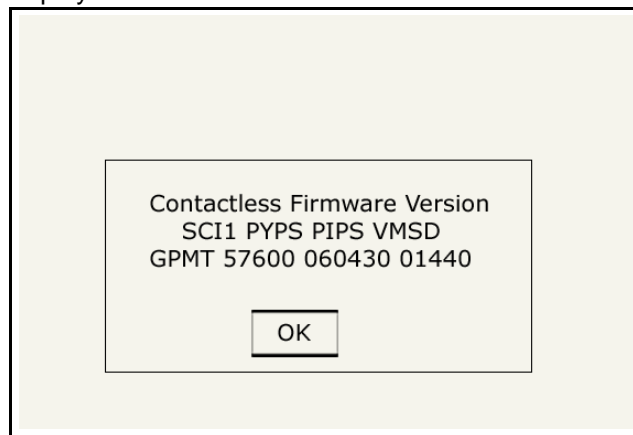 Contactless Firmware Version
SCI1 PYPS PIPS VMSD
GPMT 57600 060430 01440
OK